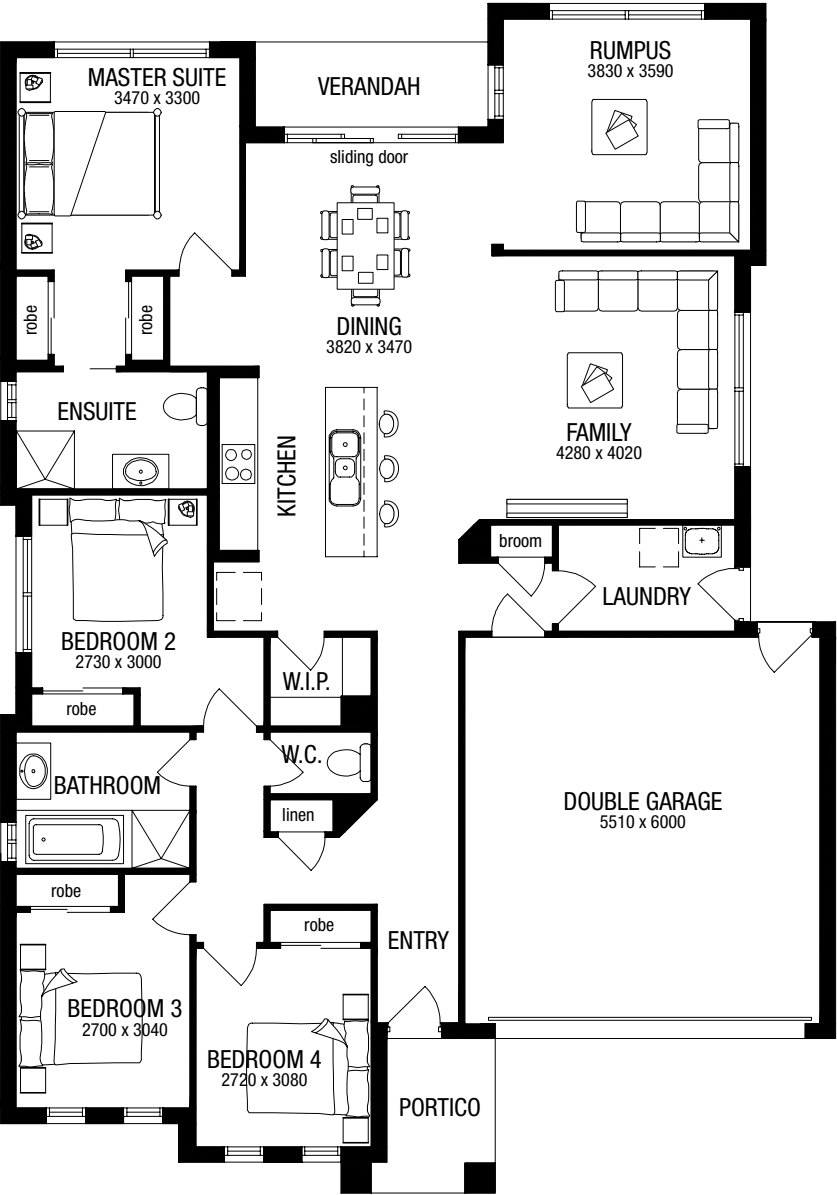 RUMPUS
3830 x 3590
MASTER SUITE
3470 x 3300
VERANDAH
sliding door
robe
robe
DINING
3820 x 3470
ENSUITE
KITCHEN
FAMILY
4280 x 4020
broom
LAUNDRY
BEDROOM 2
2730 x 3000
robe
W.I.P.
W.C.
BATHROOM
linen
DOUBLE GARAGE
5510 x 6000
robe
robe
ENTRY
BEDROOM 3
2700 x 3040
BEDROOM 4
2720 x 3080
PORTICO